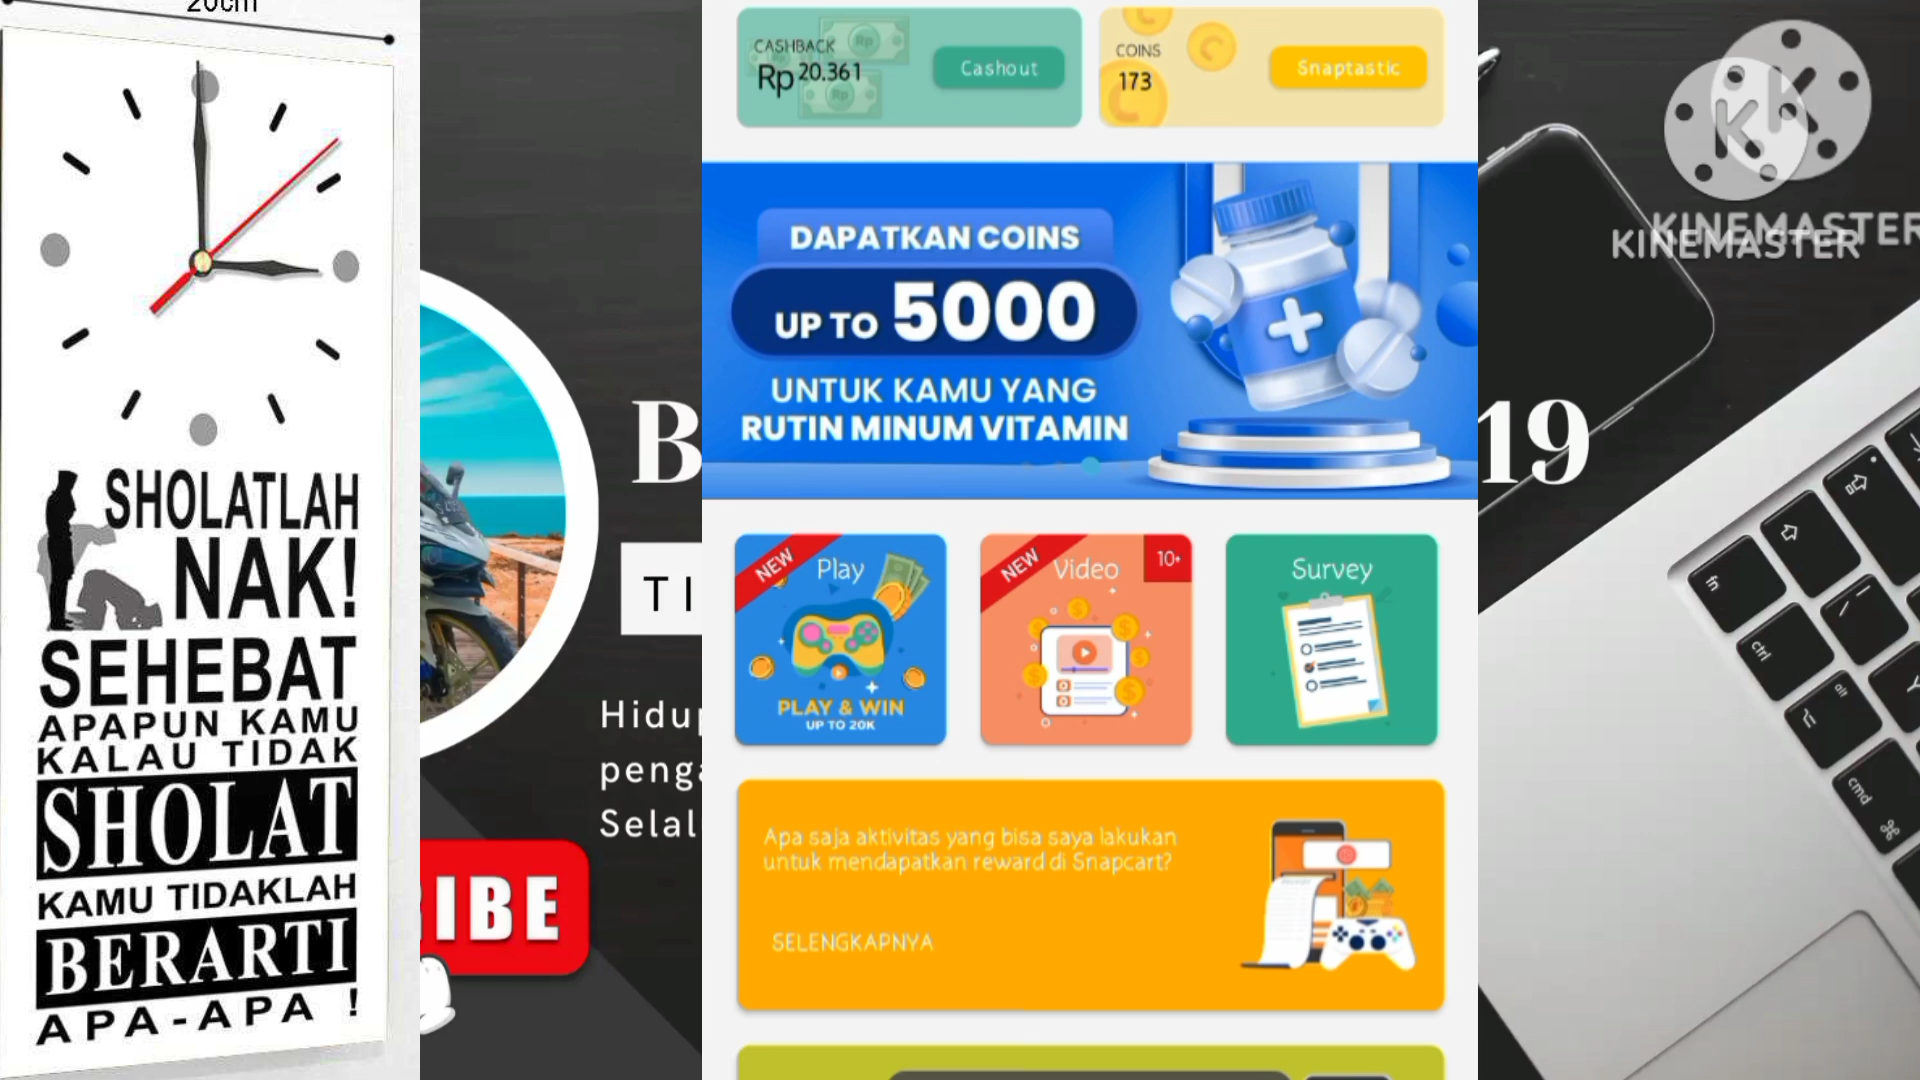 20cm
SHOLATLAH
NAK!
SEHEBAT
APAPUN KAMU
KALAU TIDAK
SHOLAT
KAMU TIDAKLAH
BERARTI
APA-APA !
B
19
TI
Hidup
penga
Selal
IBE
CASHBACK
Rp 20.361
Cashout
COINS
173
Snaptastic
DAPATKAN COINS
UP TO 5000
UNTUK KAMU YANG
RUTIN MINUM VITAMIN
NEW
Play
PLAY & WIN
UP TO 20K
NEW
Video
10+
Survey
Apa saja aktivitas yang bisa saya lakukan
untuk mendapatkan reward di Snapcart?
SELENGKAPNYA
KINEMASTER
KINEMASTER
ctrl
alt
cmd